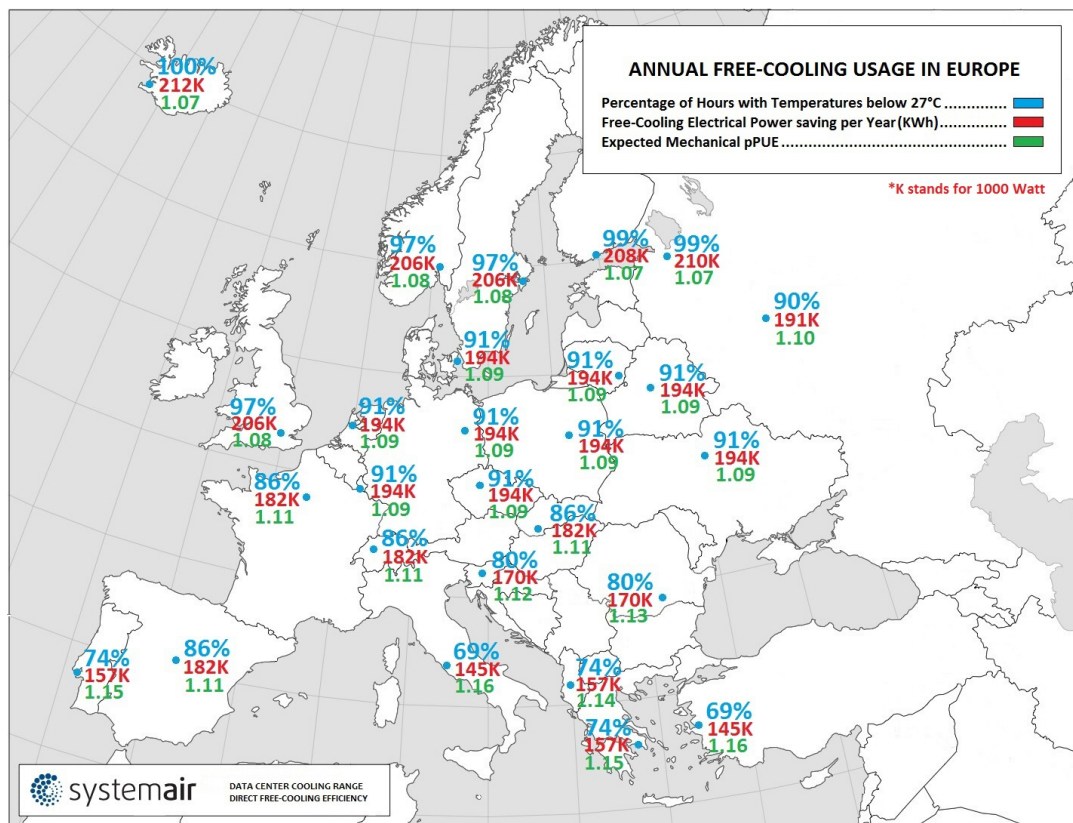 ANNUAL FREE-COOLING USAGE IN EUROPE
Percentage of Hours with Temperatures below 27°C
Free-Cooling Electrical Power saving per Year(KWh)
Expected Mechanical pPUE
*K stands for 1000 Watt
100%
212K
1.07
97%
206K
1.08
97%
206K
1.08
99%
208K
1.07
99%
210K
1.07
90%
191K
1.10
91%
194K
1.09
91%
194K
1.09
91%
194K
1.09
97%
206K
1.08
91%
194K
1.09
91%
194K
1.09
91%
194K
1.09
91%
194K
1.09
86%
182K
1.11
91%
194K
1.09
91%
194K
1.09
86%
182K
1.11
86%
182K
1.11
80%
170K
1.12
80%
170K
1.13
74%
157K
1.15
86%
182K
1.11
69%
145K
1.16
74%
157K
1.14
74%
157K
1.15
69%
145K
1.16
systemair
DATA CENTER COOLING RANGE
DIRECT FREE-COOLING EFFICIENCY